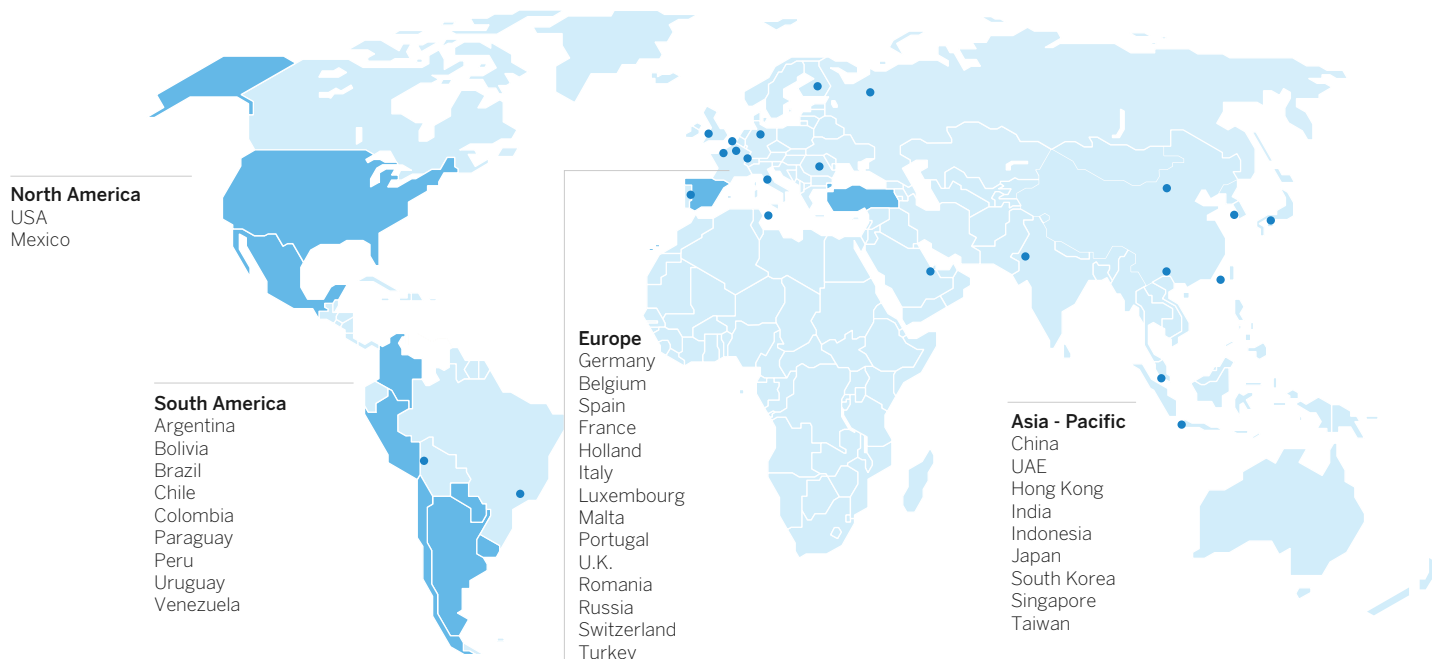 North America
USA
Mexico
South America
Argentina
Bolivia
Brazil
Chile
Colombia
Paraguay
Peru
Uruguay
Venezuela
Europe
Germany
Belgium
Spain
France
Holland
Italy
Luxembourg
Malta
Portugal
U.K.
Romania
Russia
Switzerland
Turkey
Asia - Pacific
China
UAE
Hong Kong
India
Indonesia
Japan
South Korea
Singapore
Taiwan